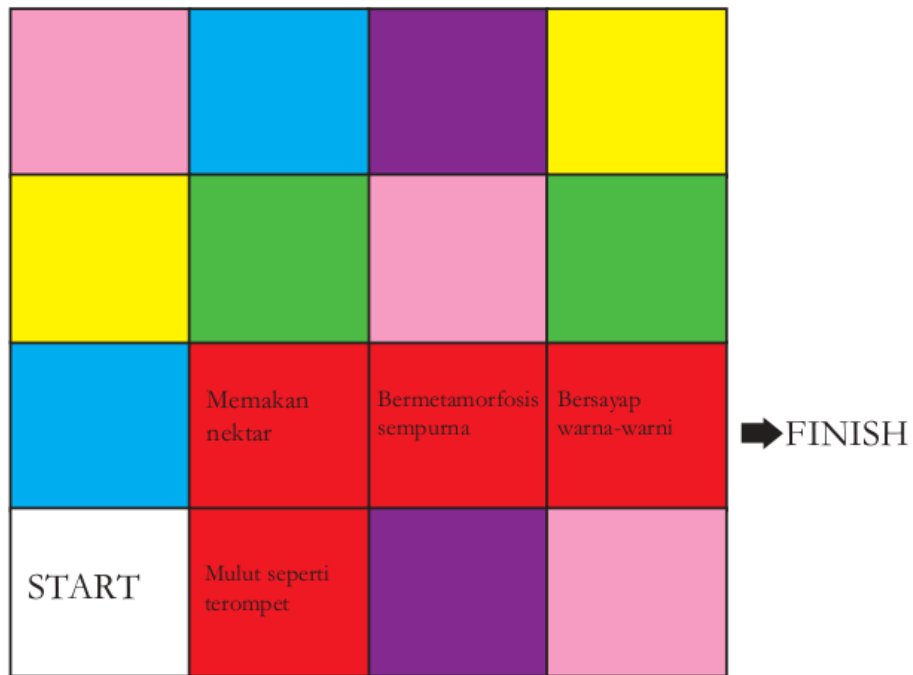 Memakan
nektar
Bermetamorfosis
sempurna
Bersayap
warna-warni
FINISH
START
Mulut seperti
terompet